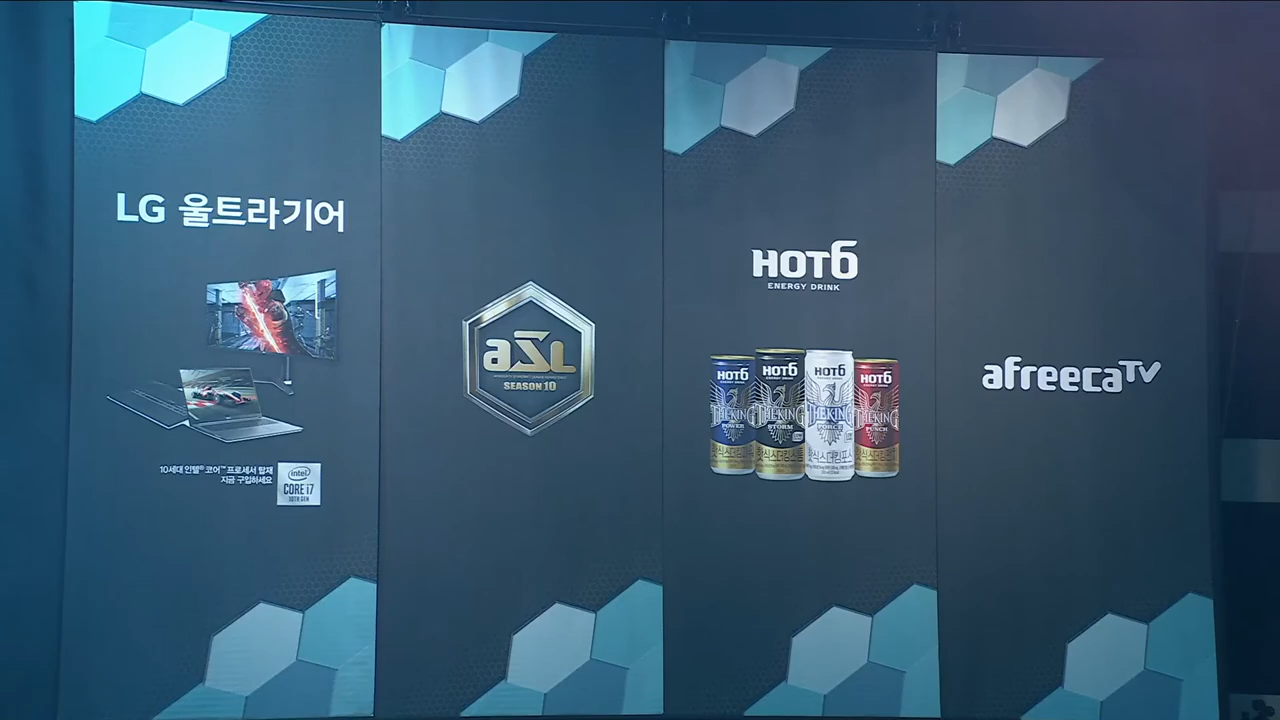 LG 울트라기어
10세대 인텔® 코어™ 프로세서 탑재
지금 구입하세요
intel
CORE i7
10TH GEN
aSL
SEASON 10
HOT6
ENERGY DRINK
HOT6
THE KING
POWER
HOT6
THE KING
STORM
HOT6
THE KING
FORCE
HOT6
THE KING
PUNCH
afreecaTV